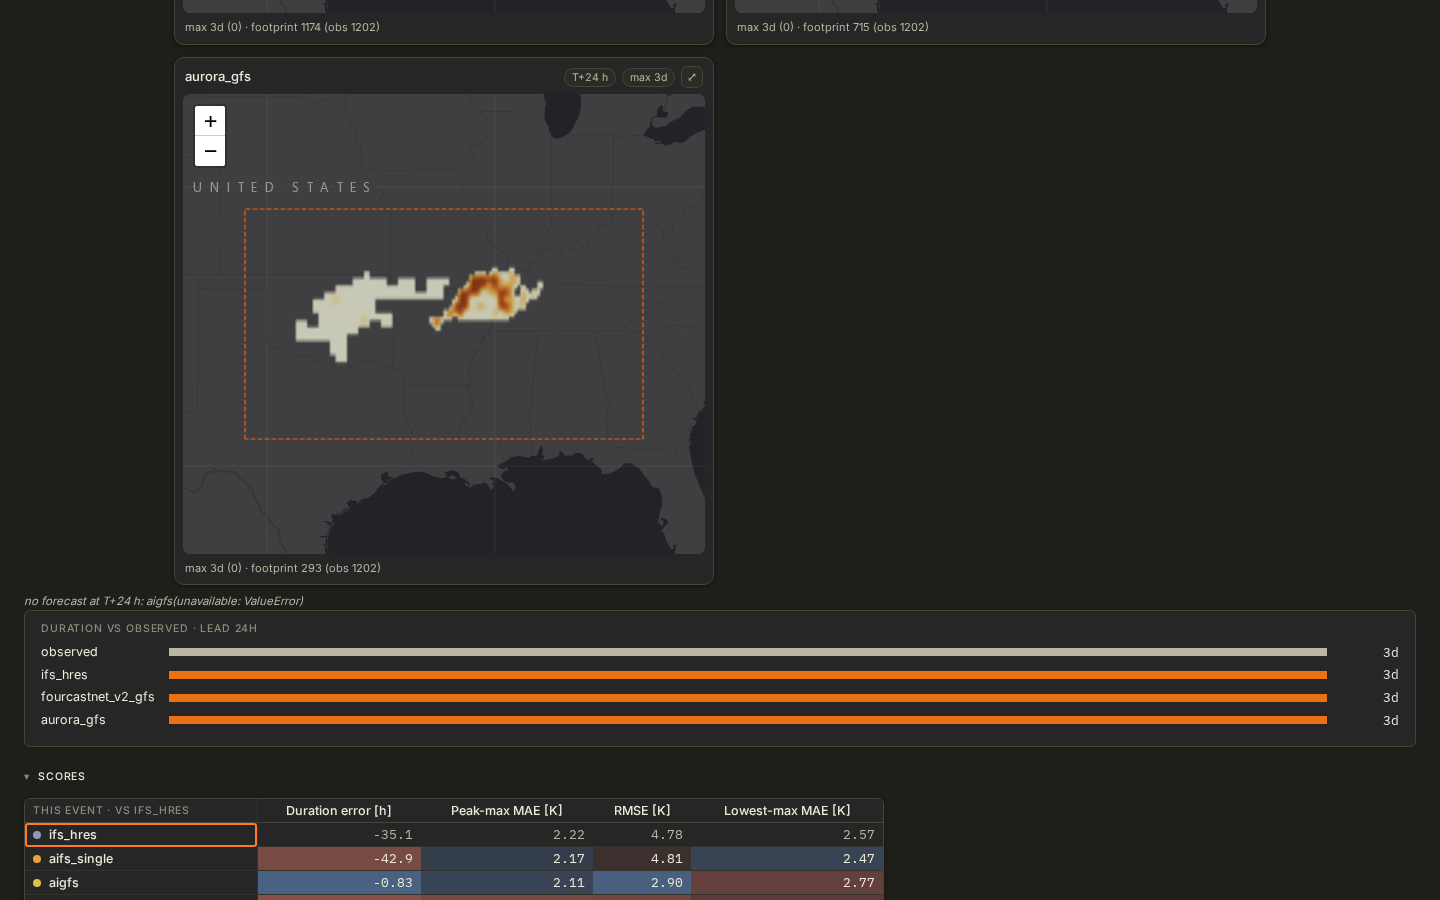 max 3d (0) · footprint 1174 (obs 1202)
max 3d (0) · footprint 715 (obs 1202)
aurora_gfs
T+24 h
max 3d
+
−
UNITED STATES
max 3d (0) · footprint 293 (obs 1202)
no forecast at T+24 h: aigfs(unavailable: ValueError)
DURATION VS OBSERVED · LEAD 24H
observed 3d
ifs_hres 3d
fourcastnet_v2_gfs 3d
aurora_gfs 3d
SCORES
THIS EVENT · VS IFS_HRES Duration error [h] Peak-max MAE [K] RMSE [K] Lowest-max MAE [K]
ifs_hres -35.1 2.22 4.78 2.57
aifs_single -42.9 2.17 4.81 2.47
aigfs -0.83 2.11 2.90 2.77